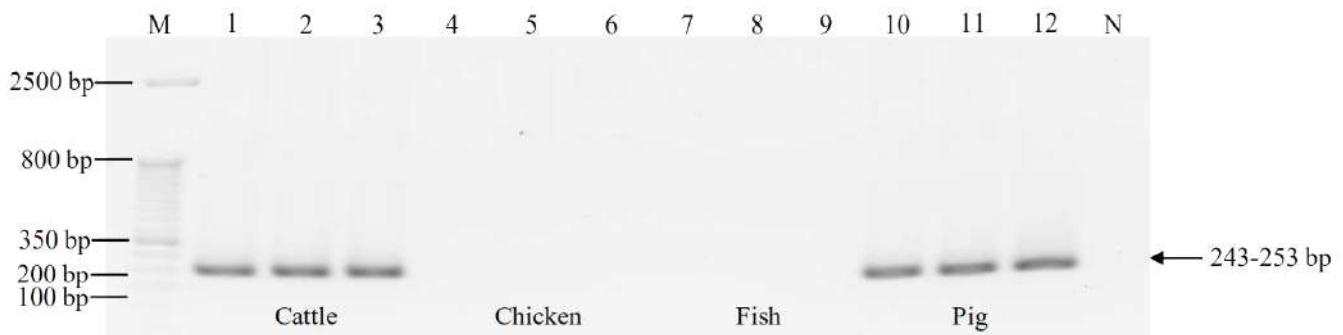 M 1 2 3 4 5 6 7 8 9 10 11 12 N
2500 bp
800 bp
350 bp
243-253 bp
200 bp
100 bp
Cattle Chicken Fish Pig